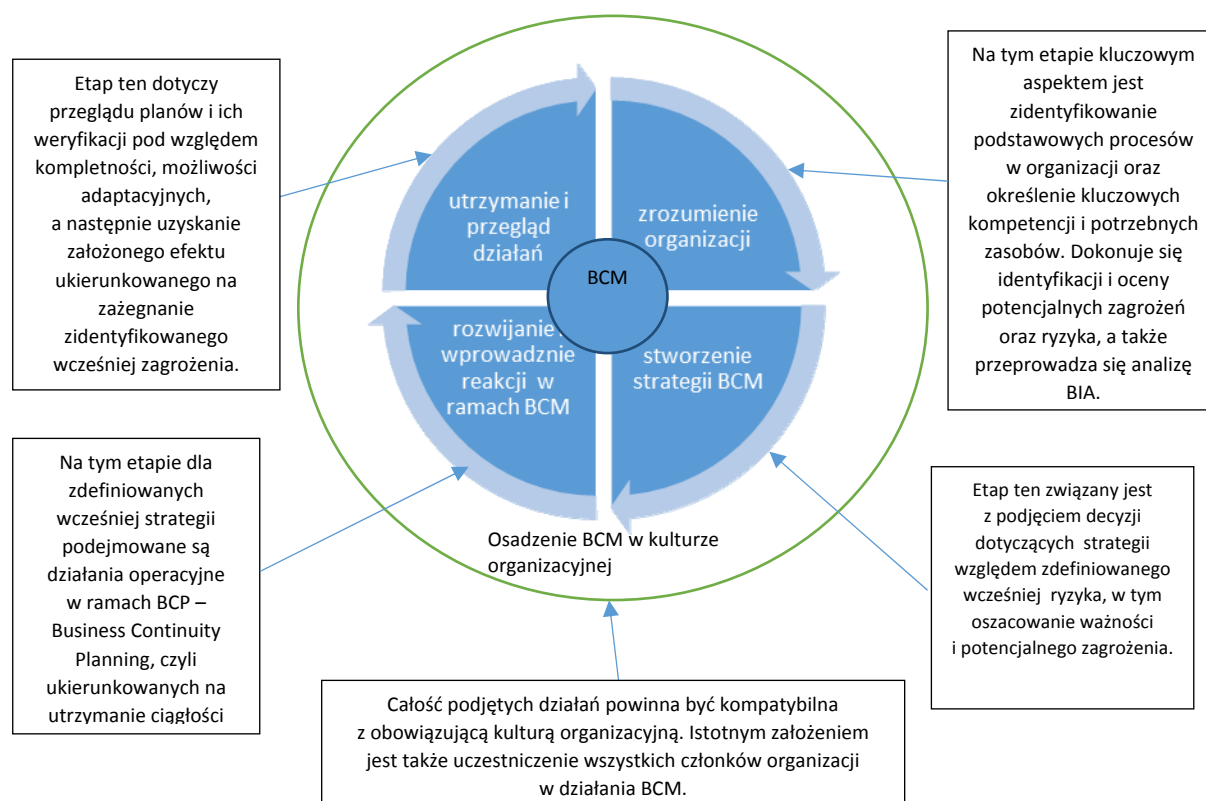 Etap ten dotyczy
przeglądu planów i ich
weryfikacji pod względem
kompletności, możliwości
adaptacyjnych,
a następnie uzyskanie
założonego efektu
ukierunkowanego na
zażegnanie
zidentyfikowanego
wcześniej zagrożenia.
Na tym etapie kluczowym
aspektem jest
zidentyfikowanie
podstawowych procesów
w organizacji oraz
określenie kluczowych
kompetencji i potrzebnych
zasobów. Dokonuje się
identyfikacji i oceny
potencjalnych zagrożeń
oraz ryzyka, a także
przeprowadza się analizę
BIA.
utrzymanie i
przegląd
działań
zrozumienie
organizacji
BCM
rozwijanie
wprowadznie
reakcji w
ramach BCM
stworzenie
strategii BCM
Osadzenie BCM w kulturze
organizacyjnej
Na tym etapie dla
zdefiniowanych
wcześniej strategii
podejmowane są
działania operacyjne
w ramach BCP –
Business Continuity
Planning, czyli
ukierunkowanych na
utrzymanie ciągłości
Etap ten związany jest
z podjęciem decyzji
dotyczących strategii
względem zdefiniowanego
wcześniej ryzyka, w tym
oszacowanie ważności
i potencjalnego zagrożenia.
Całość podjętych działań powinna być kompatybilna
z obowiązującą kulturą organizacyjną. Istotnym założeniem
jest także uczestniczenie wszystkich członków organizacji
w działania BCM.